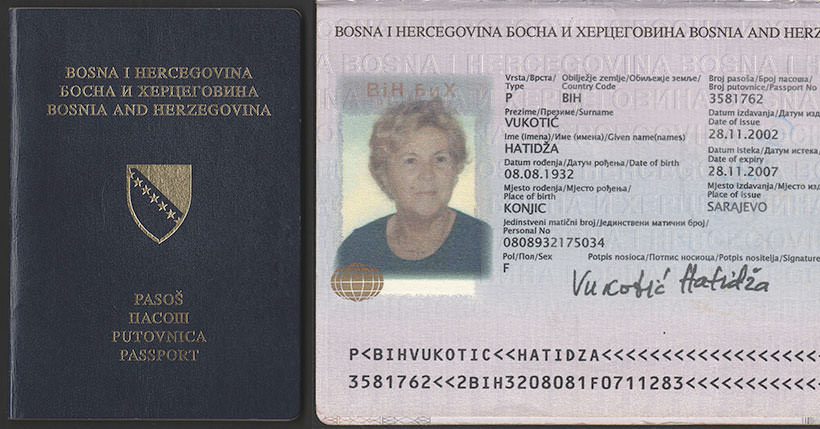 BOSNA I HERCEGOVINA
БОСНА И ХЕРЦЕГОВИНА
BOSNIA AND HERZEGOVINA
PASOŠ
ПАСОШ
PUTOVNICA
PASSPORT
BOSNA I HERCEGOVINA БОСНА И ХЕРЦЕГОВИНА BOSNIA AND HERZ
BiH БиХ
Vrsta/Врста/ Obilježje zemlje/Обиљежје земље/ Broj pasoša/Број пасоша/
Type Country Code Broj putovnice/Passport No
P BIH 3581762
Prezime/Презиме/Surname Datum izdavanja/Датум изд
VUKOTIĆ Date of issue
Ime (imena)/Име (имена)/Given name(names) 28.11.2002
HATIDŽA
Datum rođenja/Датум рођења/Date of birth Datum isteka/Датум истека/
08.08.1932 Date of expiry
28.11.2007
Mjesto rođenja/Мјесто рођења/ Mjesto izdavanja/Мјесто из
Place of birth Place of issue
KONJIC SARAJEVO
Jedinstveni matični broj/Јединствени матични број/
Personal No
0808932175034
Pol/Пол/Sex Potpis nosioca/Потпис носиоца/Potpis nositelja/Signature
F Vukotić Hatidža
P<BIHVUKOTIC<<HATIDZA<<<<<<<<<<<<<<<<<
3581762<<2BIH3208081F0711283<<<<<<<<<<